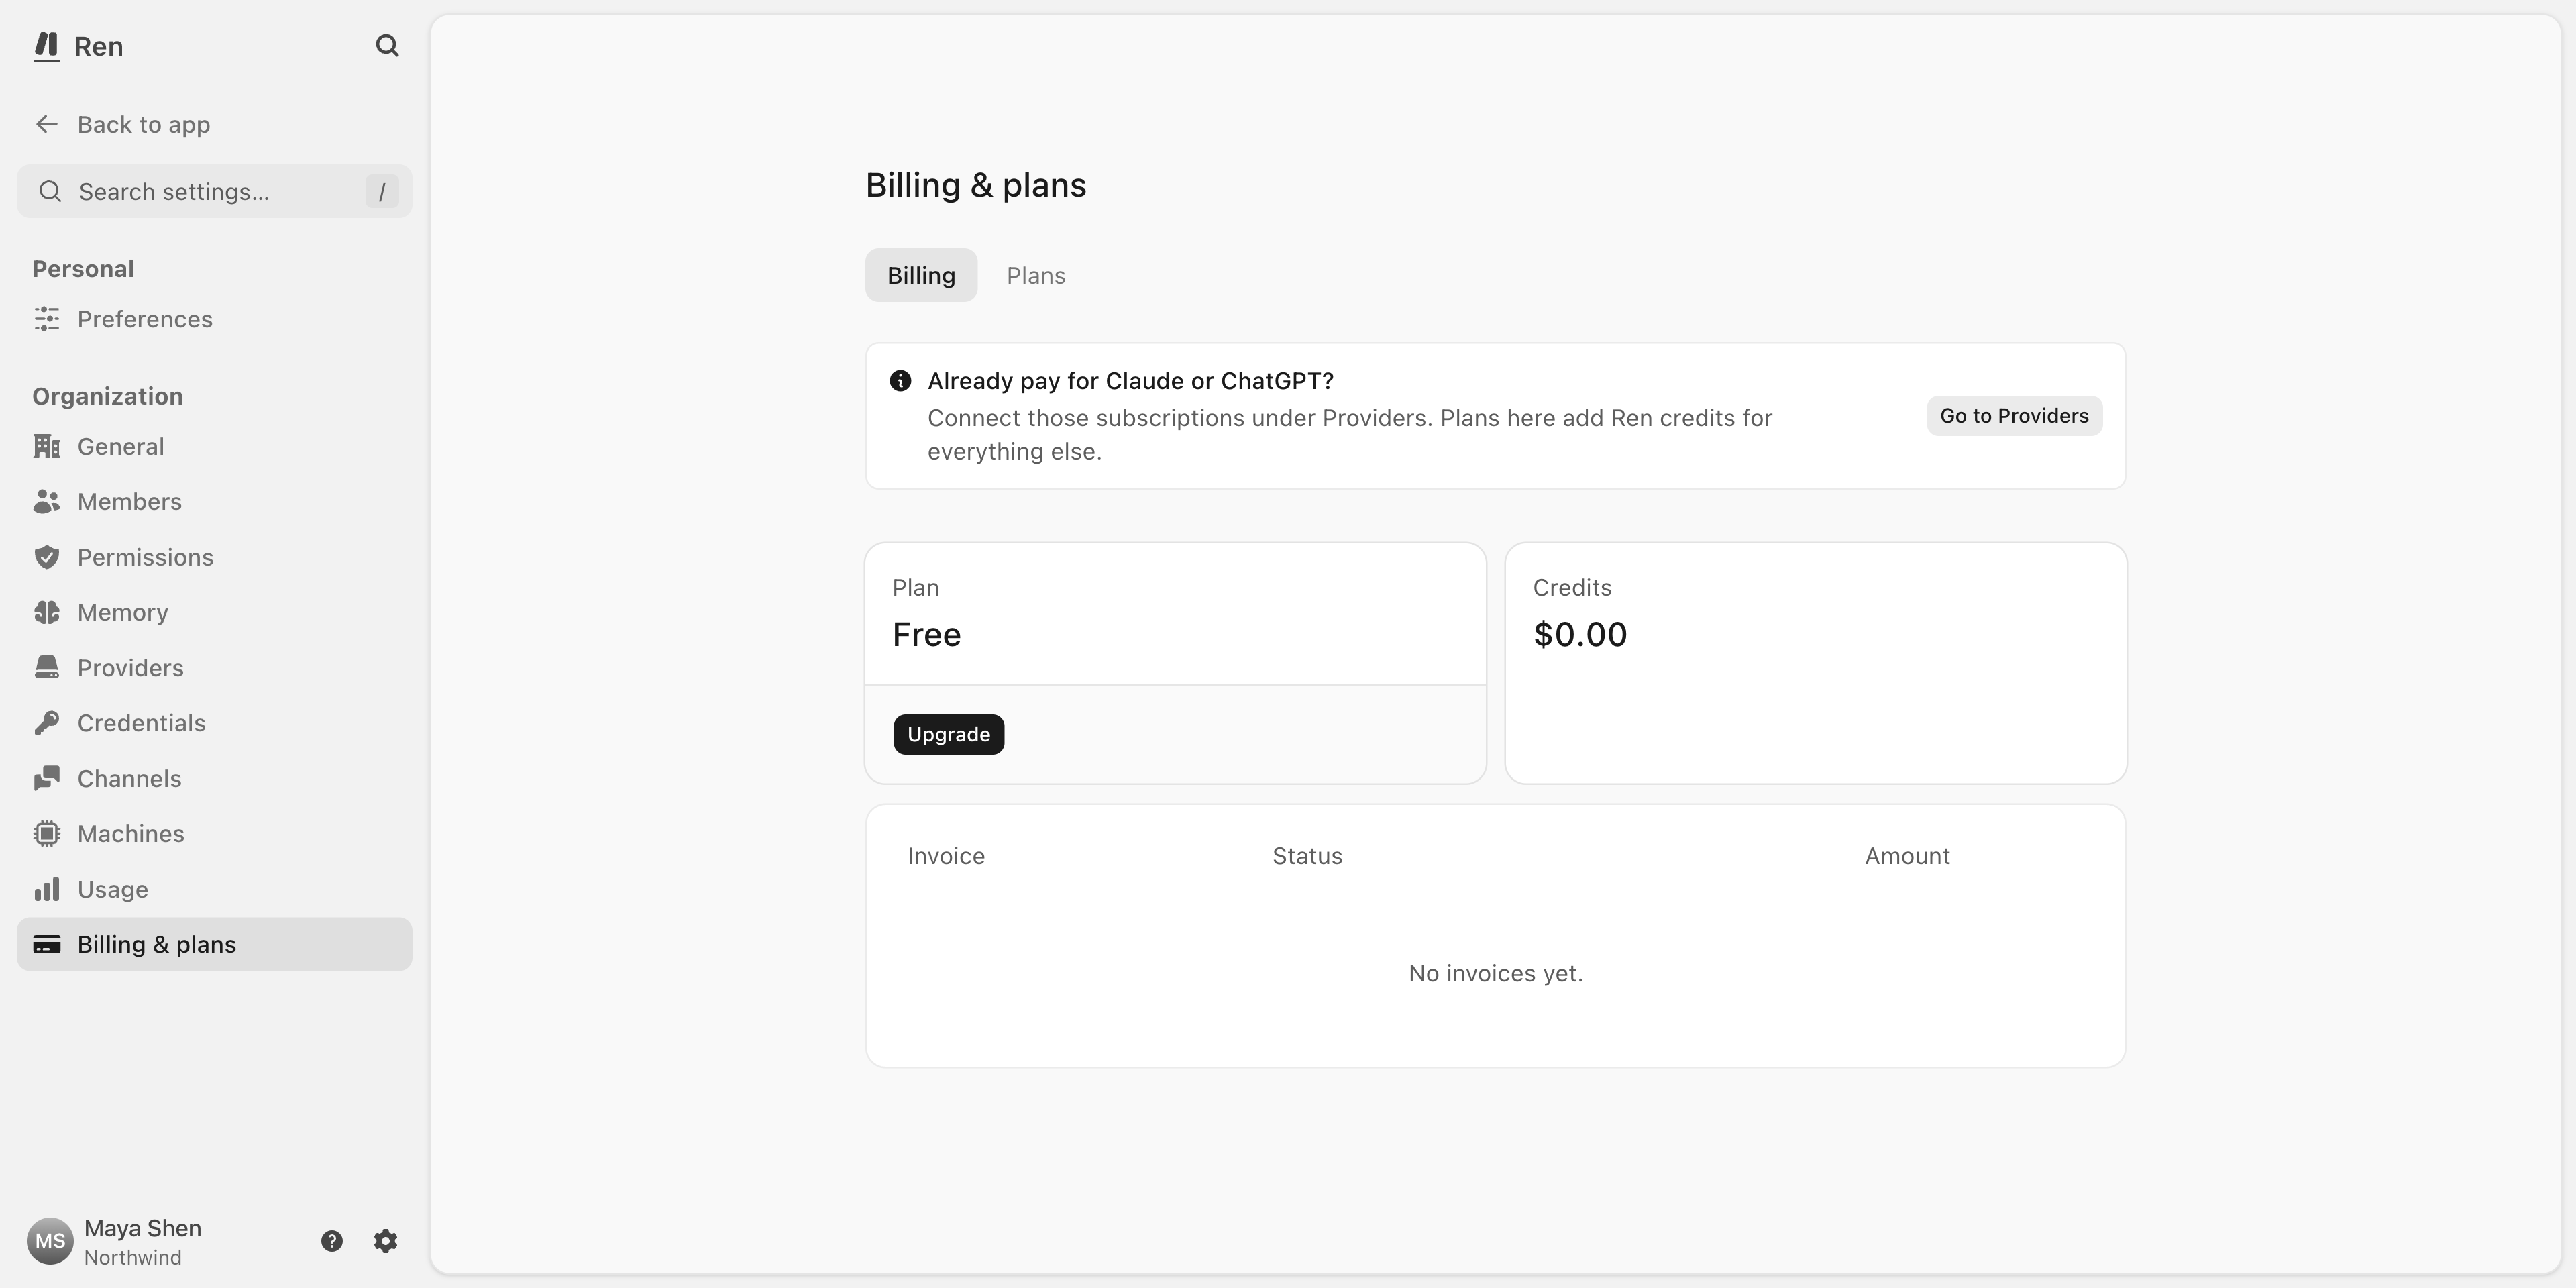 Ren
Back to app
Search settings...
/
Personal
Preferences
Organization
General
Members
Permissions
Memory
Providers
Credentials
Channels
Machines
Usage
Billing & plans
MS
Maya Shen
Northwind
Billing & plans
Billing
Plans
Already pay for Claude or ChatGPT?
Connect those subscriptions under Providers. Plans here add Ren credits for
everything else.
Go to Providers
Plan
Free
Upgrade
Credits
$0.00
Invoice
Status
Amount
No invoices yet.